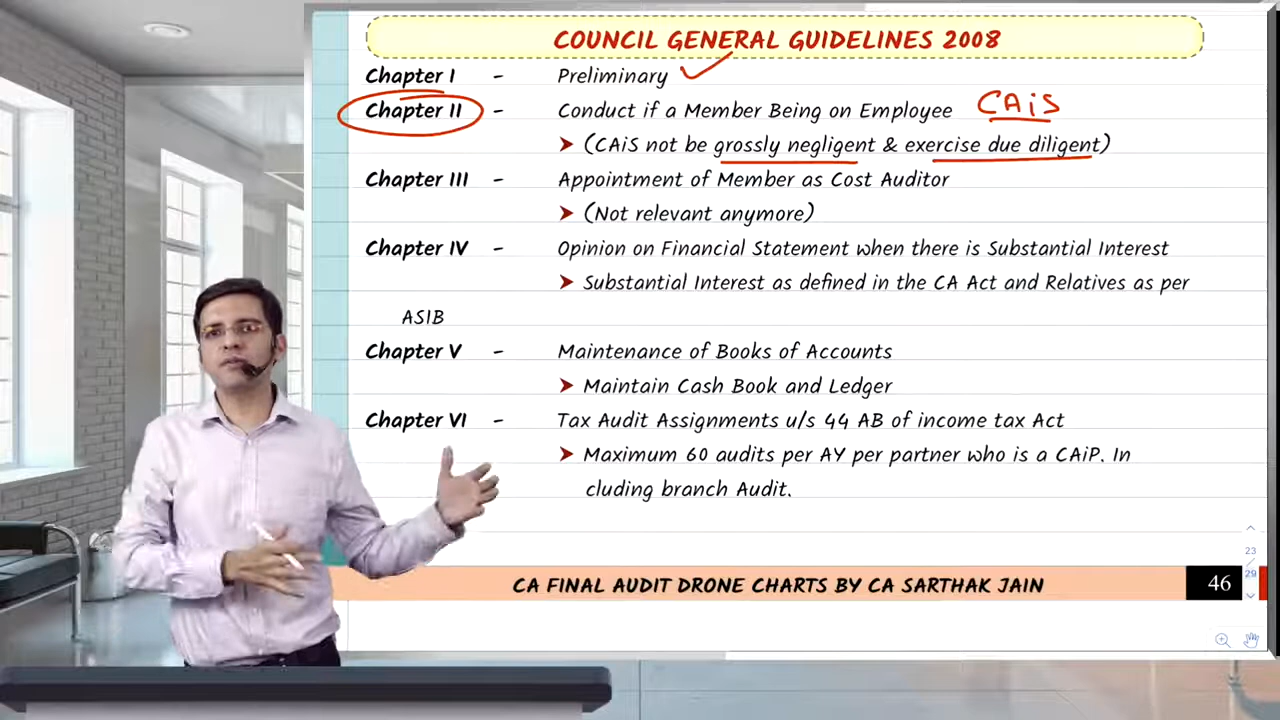 COUNCIL GENERAL GUIDELINES 2008
Chapter I - Preliminary
Chapter II - Conduct if a Member Being on Employee CAiS
➤ (CAiS not be grossly negligent & exercise due diligent)
Chapter III - Appointment of Member as Cost Auditor
➤ (Not relevant anymore)
Chapter IV - Opinion on Financial Statement when there is Substantial Interest
➤ Substantial Interest as defined in the CA Act and Relatives as per
ASIB
Chapter V - Maintenance of Books of Accounts
➤ Maintain Cash Book and Ledger
Chapter VI - Tax Audit Assignments u/s 44 AB of income tax Act
➤ Maximum 60 audits per AY per partner who is a CAiP. In
cluding branch Audit.
23
/
29
CA FINAL AUDIT DRONE CHARTS BY CA SARTHAK JAIN 46